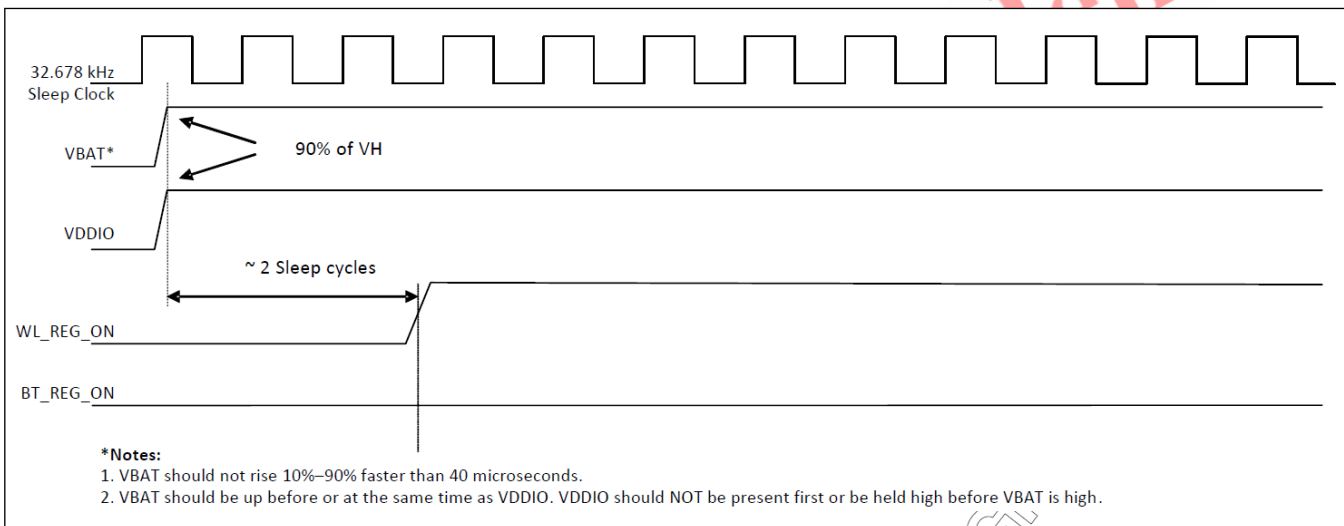 32.678 kHz
Sleep Clock
VBAT*
90% of VH
VDDIO
~ 2 Sleep cycles
WL_REG_ON
BT_REG_ON
*Notes:
1. VBAT should not rise 10%–90% faster than 40 microseconds.
2. VBAT should be up before or at the same time as VDDIO. VDDIO should NOT be present first or be held high before VBAT is high.